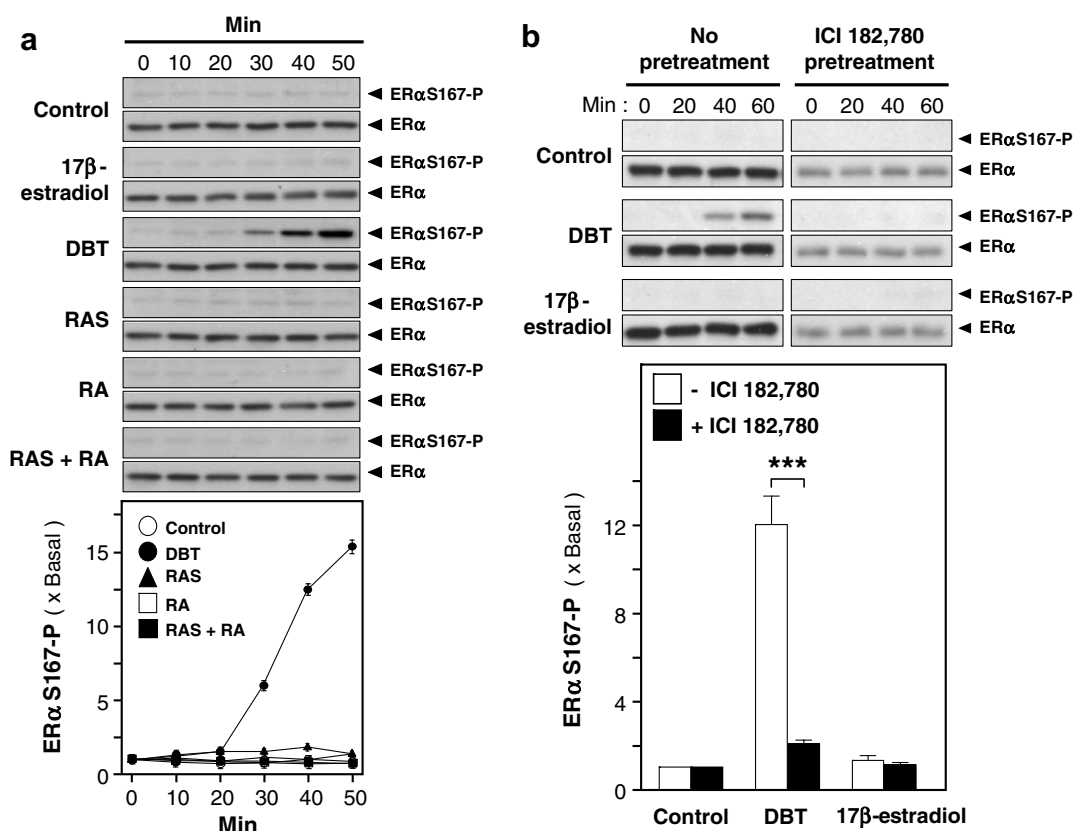 a
Min
0 10 20 30 40 50
Control
ERαS167-P
ERα
17β-
estradiol
ERαS167-P
ERα
DBT
ERαS167-P
ERα
RAS
ERαS167-P
ERα
RA
ERαS167-P
ERα
RAS + RA
ERαS167-P
ERα
ERα S167-P ( x Basal )
15
10
5
0
Control
DBT
RAS
RA
RAS + RA
0 10 20 30 40 50
Min
b
No
pretreatment
ICI 182,780
pretreatment
Min : 0 20 40 60 0 20 40 60
Control
ERαS167-P
ERα
DBT
ERαS167-P
ERα
17β-
estradiol
ERαS167-P
ERα
- ICI 182,780
+ ICI 182,780
***
ERα S167-P ( x Basal )
12
8
4
0
Control DBT 17β-estradiol